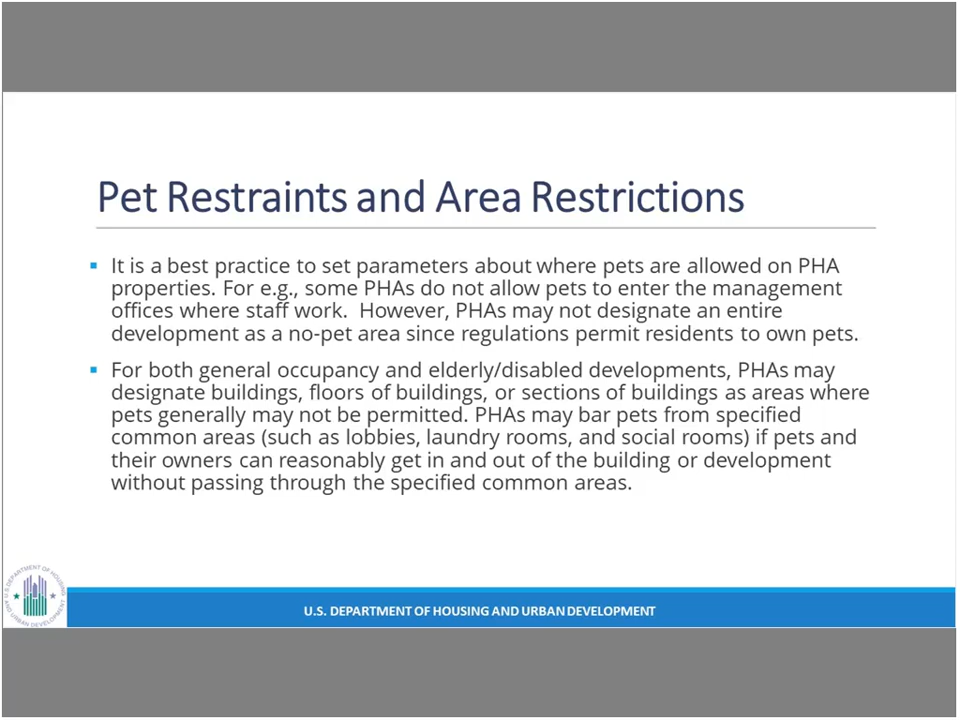 Pet Restraints and Area Restrictions
▪ It is a best practice to set parameters about where pets are allowed on PHA
properties. For e.g., some PHAs do not allow pets to enter the management
offices where staff work.  However, PHAs may not designate an entire
development as a no-pet area since regulations permit residents to own pets.
▪ For both general occupancy and elderly/disabled developments, PHAs may
designate buildings, floors of buildings, or sections of buildings as areas where
pets generally may not be permitted. PHAs may bar pets from specified
common areas (such as lobbies, laundry rooms, and social rooms) if pets and
their owners can reasonably get in and out of the building or development
without passing through the specified common areas.
U.S. DEPARTMENT OF HOUSING AND URBAN DEVELOPMENT
U.S. DEPARTMENT OF HOUSING AND URBAN DEVELOPMENT